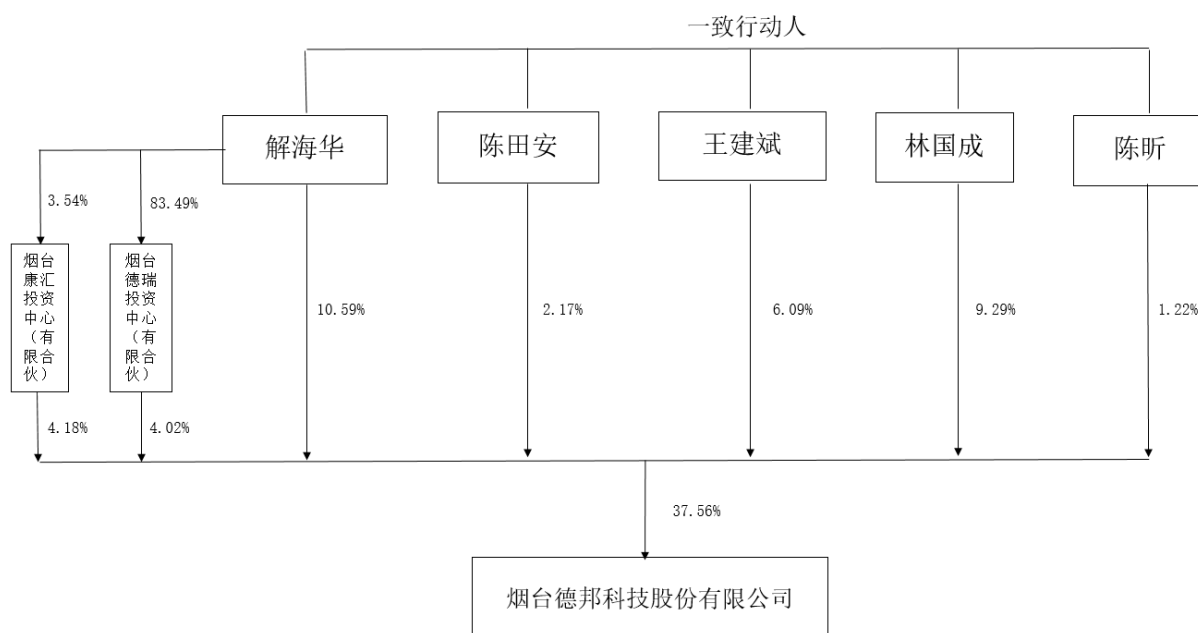 一致行动人
解海华
陈田安
王建斌
林国成
陈昕
3.54%
83.49%
烟台
康汇
投资
中心
（有
限合
伙）
烟台
德瑞
投资
中心
（有
限合
伙）
10.59%
2.17%
6.09%
9.29%
1.22%
4.18%
4.02%
37.56%
烟台德邦科技股份有限公司